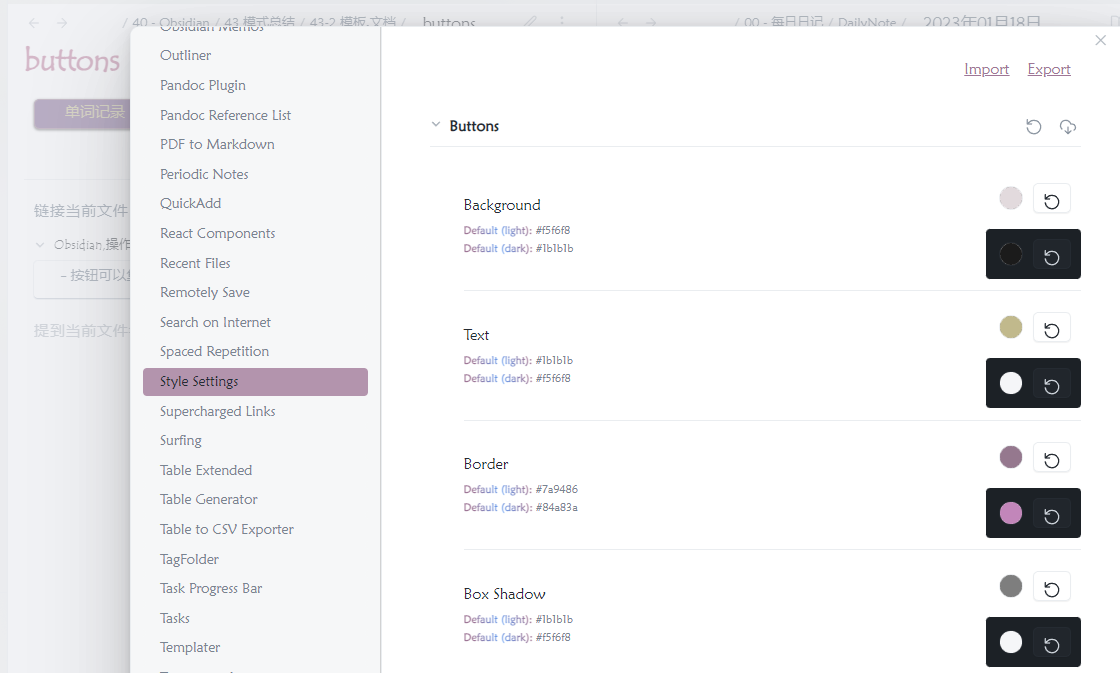 / 40 - Obsidian / 43 模式总结 / 43-2 模板,文档 / buttons
/ 00 - 每日日记 / DailyNote / 2023年01月18日
buttons
单词记录
链接当前文件
Obsidian,操作
- 按钮可以
提到当前文件
Obsidian Memos
Outliner
Pandoc Plugin
Pandoc Reference List
PDF to Markdown
Periodic Notes
QuickAdd
React Components
Recent Files
Remotely Save
Search on Internet
Spaced Repetition
Style Settings
Supercharged Links
Surfing
Table Extended
Table Generator
Table to CSV Exporter
TagFolder
Task Progress Bar
Tasks
Templater
Import Export
Buttons
Background
Default (light): #f5f6f8
Default (dark): #1b1b1b
Text
Default (light): #1b1b1b
Default (dark): #f5f6f8
Border
Default (light): #7a9486
Default (dark): #84a83a
Box Shadow
Default (light): #1b1b1b
Default (dark): #f5f6f8